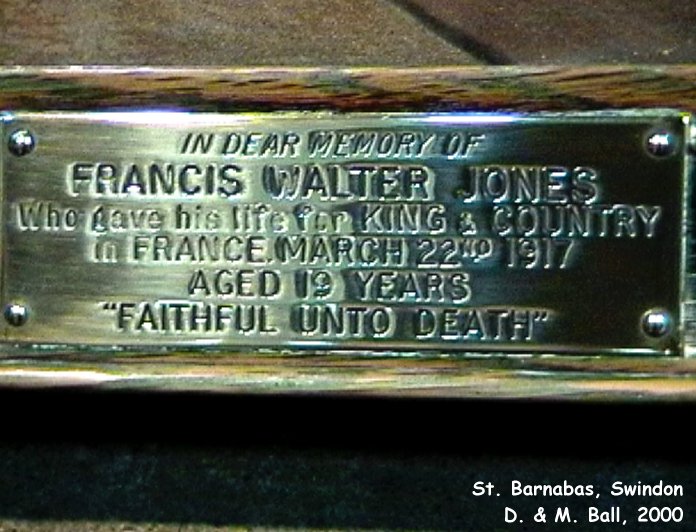 IN DEAR MEMORY OF
FRANCIS WALTER JONES
Who gave his life for KING & COUNTRY
in FRANCE, MARCH 22ND 1917
AGED 19 YEARS
"FAITHFUL UNTO DEATH"
St. Barnabas, Swindon
D. & M. Ball, 2000